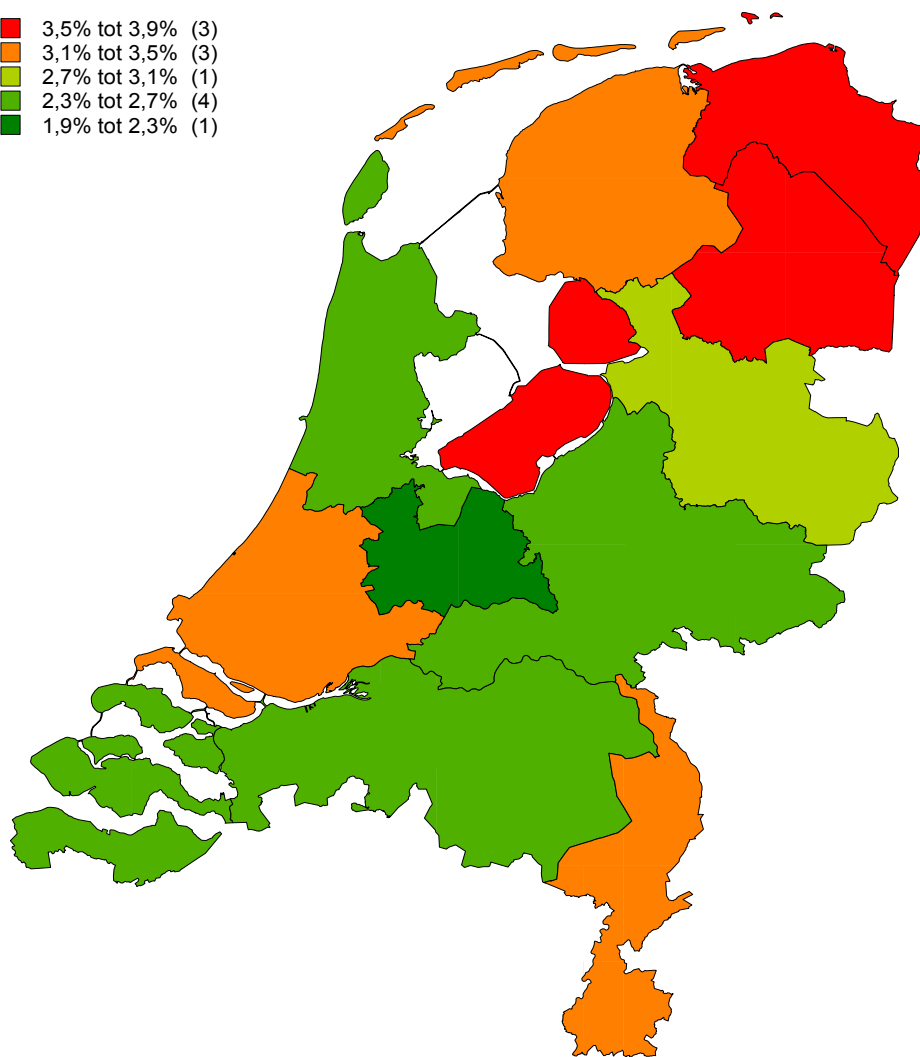 3,5% tot 3,9% (3)
3,1% tot 3,5% (3)
2,7% tot 3,1% (1)
2,3% tot 2,7% (4)
1,9% tot 2,3% (1)